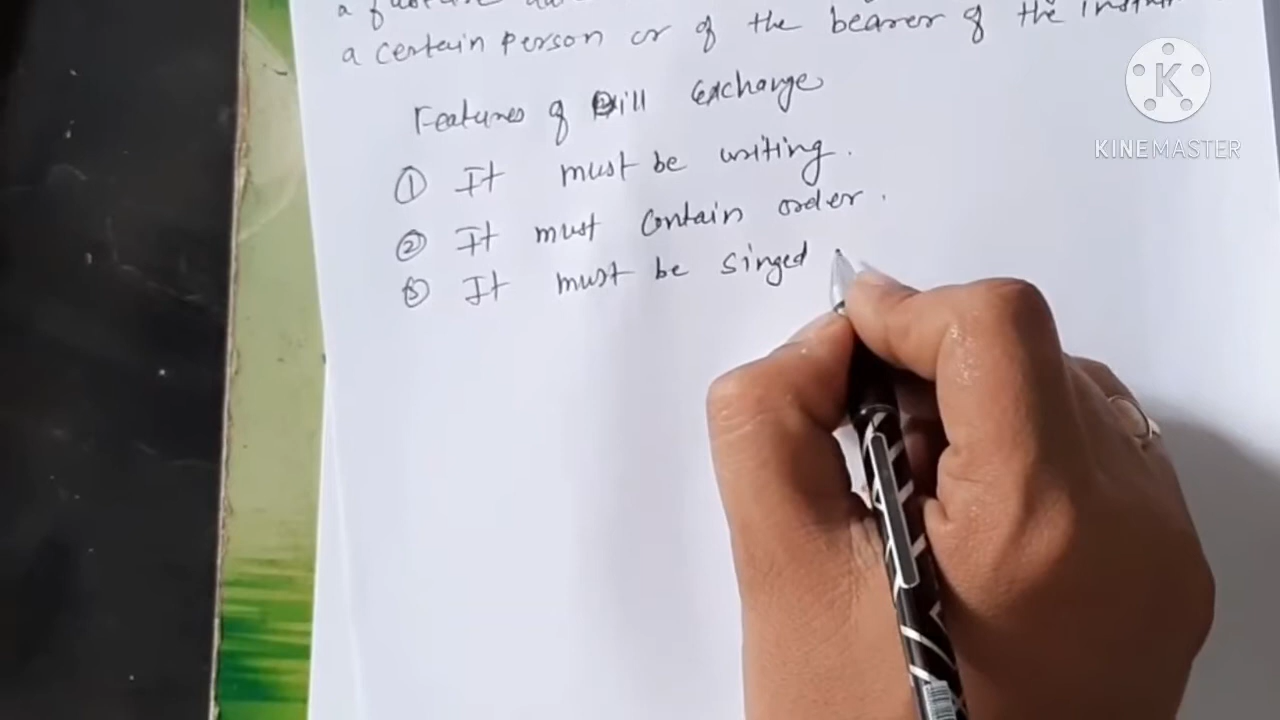 a
a certain person or of the bearer of the
Features of Bill exchange
① It must be writing.
② It must contain order.
③ It must be singed
K
KINEMASTER